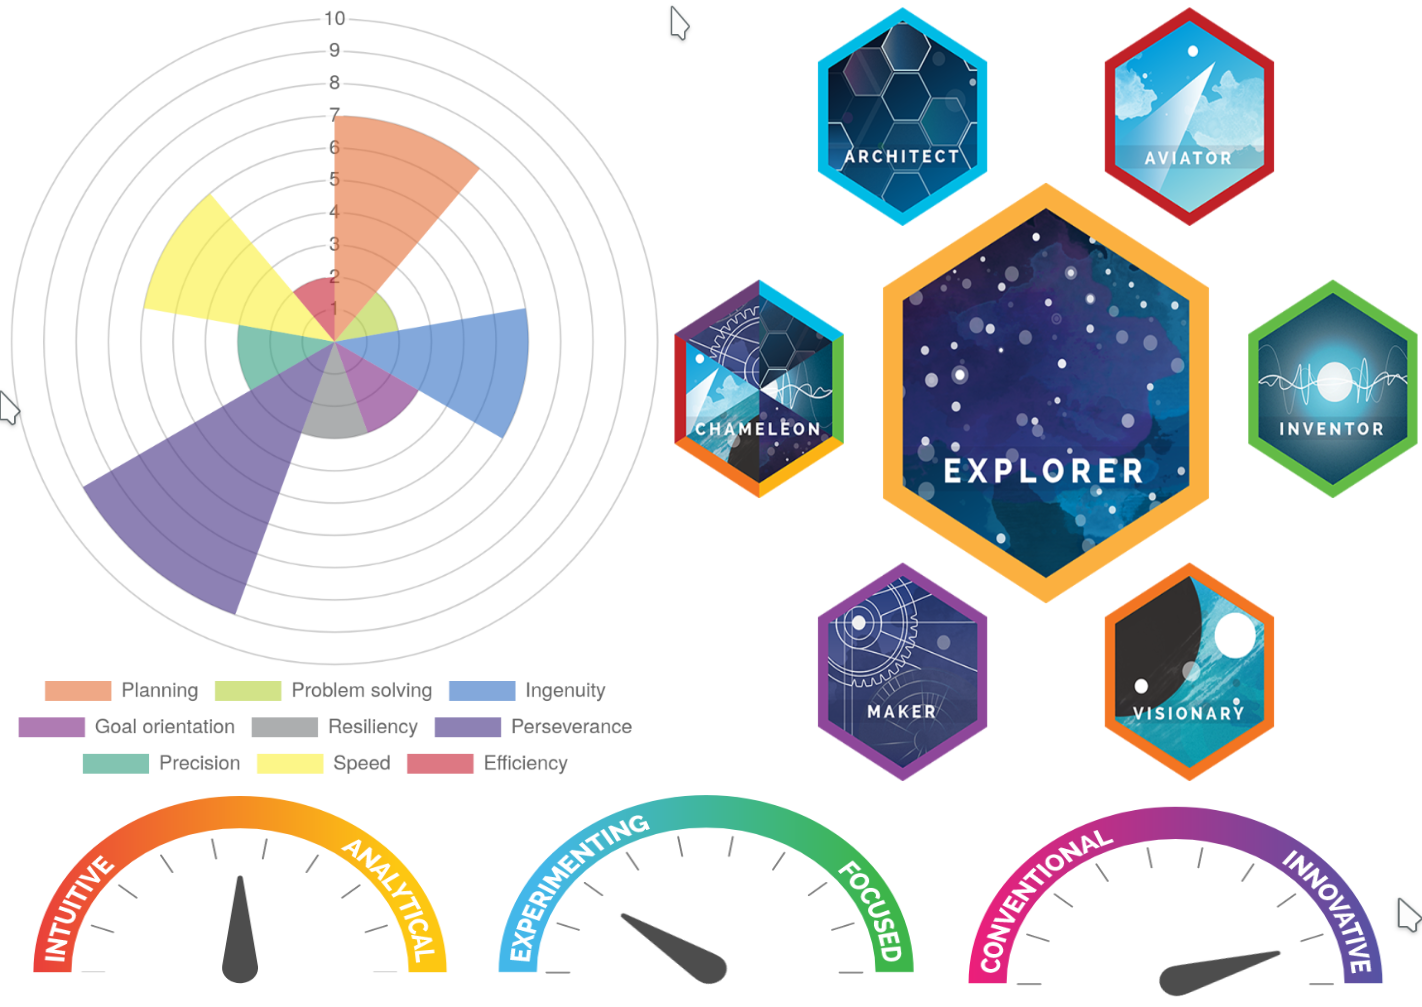 10
9
8
7
6
5
4
3
2
1
Planning Problem solving Ingenuity
Goal orientation Resiliency Perseverance
Precision Speed Efficiency
ARCHITECT
AVIATOR
CHAMELEON
EXPLORER
INVENTOR
MAKER
VISIONARY
INTUITIVE ANALYTICAL
EXPERIMENTING FOCUSED
CONVENTIONAL INNOVATIVE